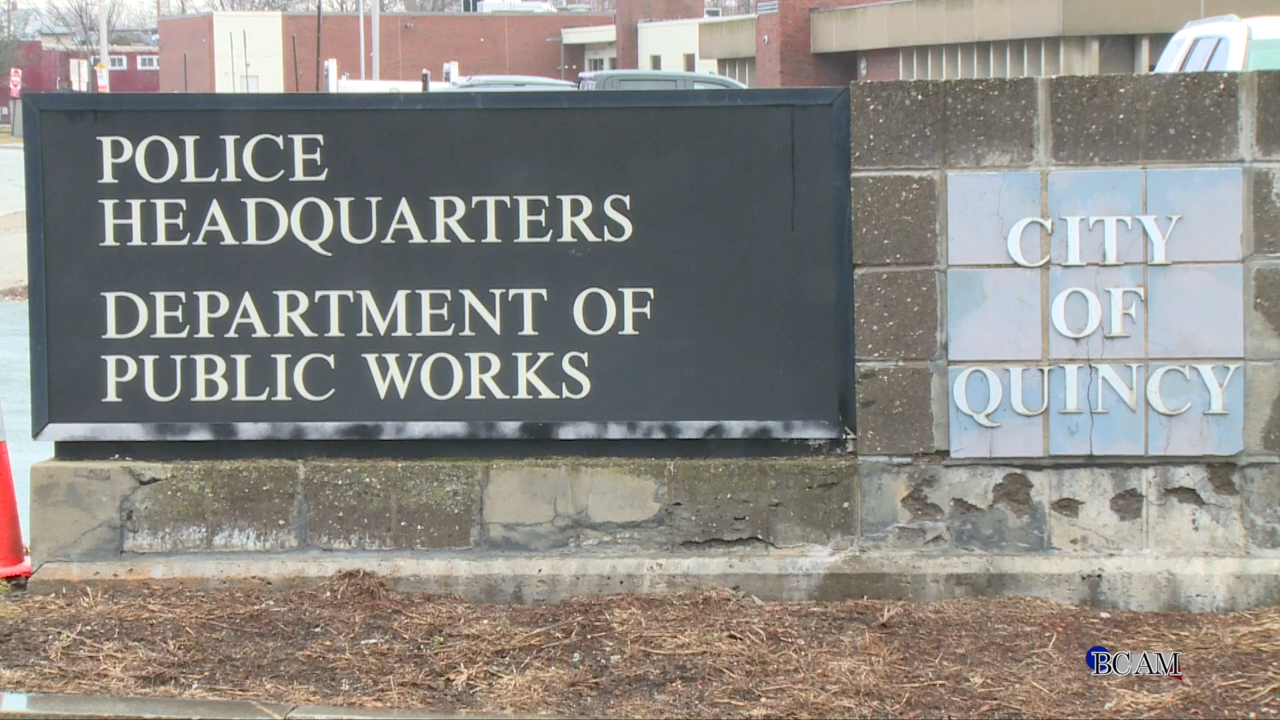 POLICE
HEADQUARTERS
DEPARTMENT OF
PUBLIC WORKS
CITY
OF
QUINCY
BCAM